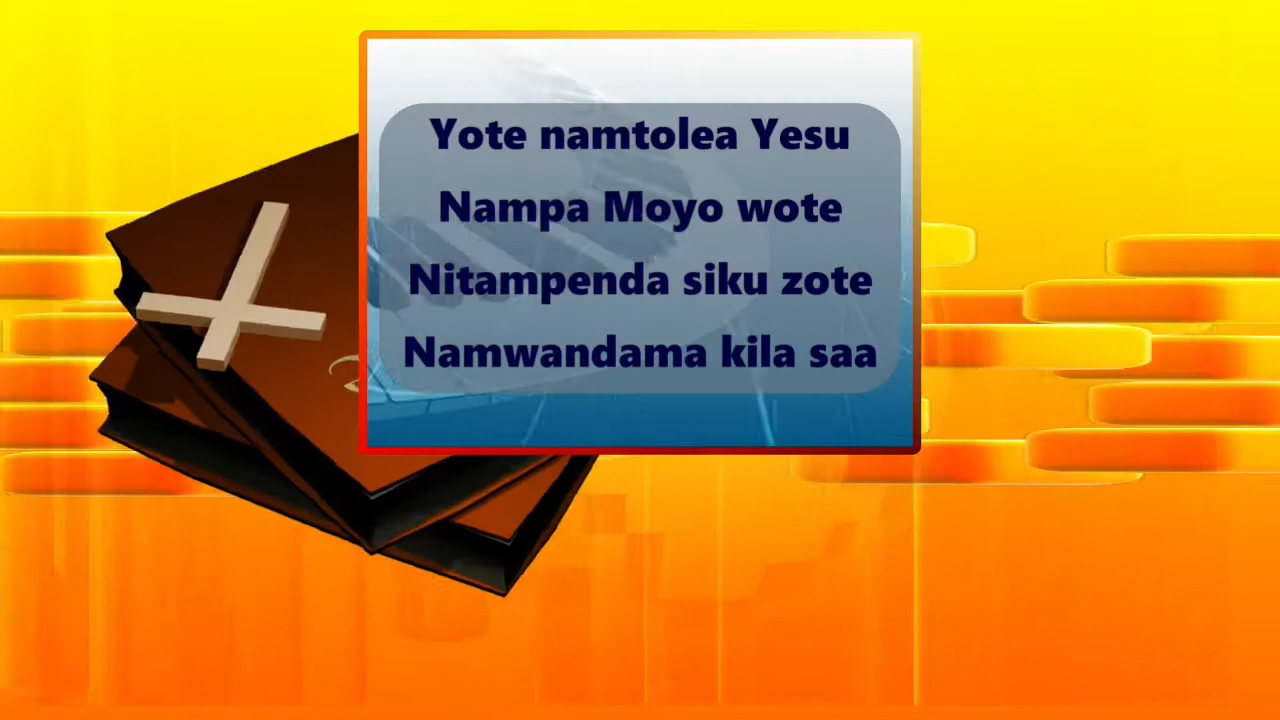 Yote namtolea Yesu
Nampa Moyo wote
Nitampenda siku zote
Namwandama kila saa